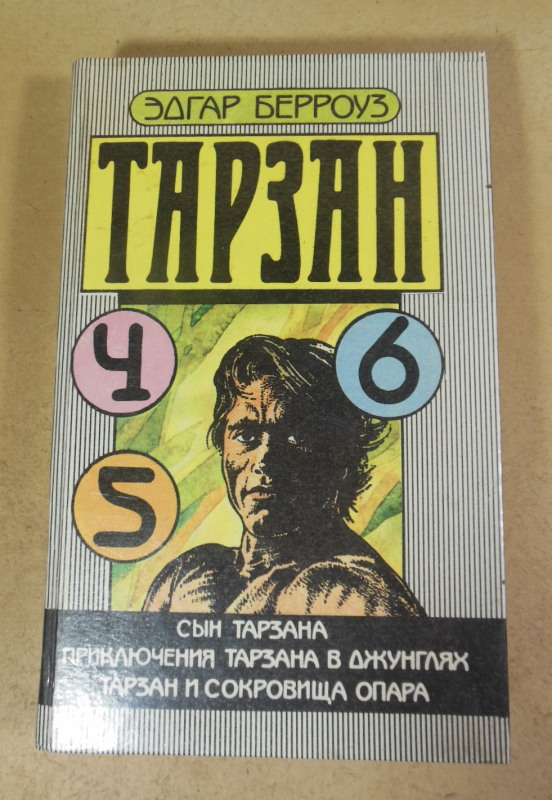 ЭДГАР БЕРРОУЗ
ТАРЗАН
4
6
5
СЫН ТАРЗАНА
ПРИКЛЮЧЕНИЯ ТАРЗАНА В ДЖУНГЛЯХ
ТАРЗАН И СОКРОВИЩА ОПАРА